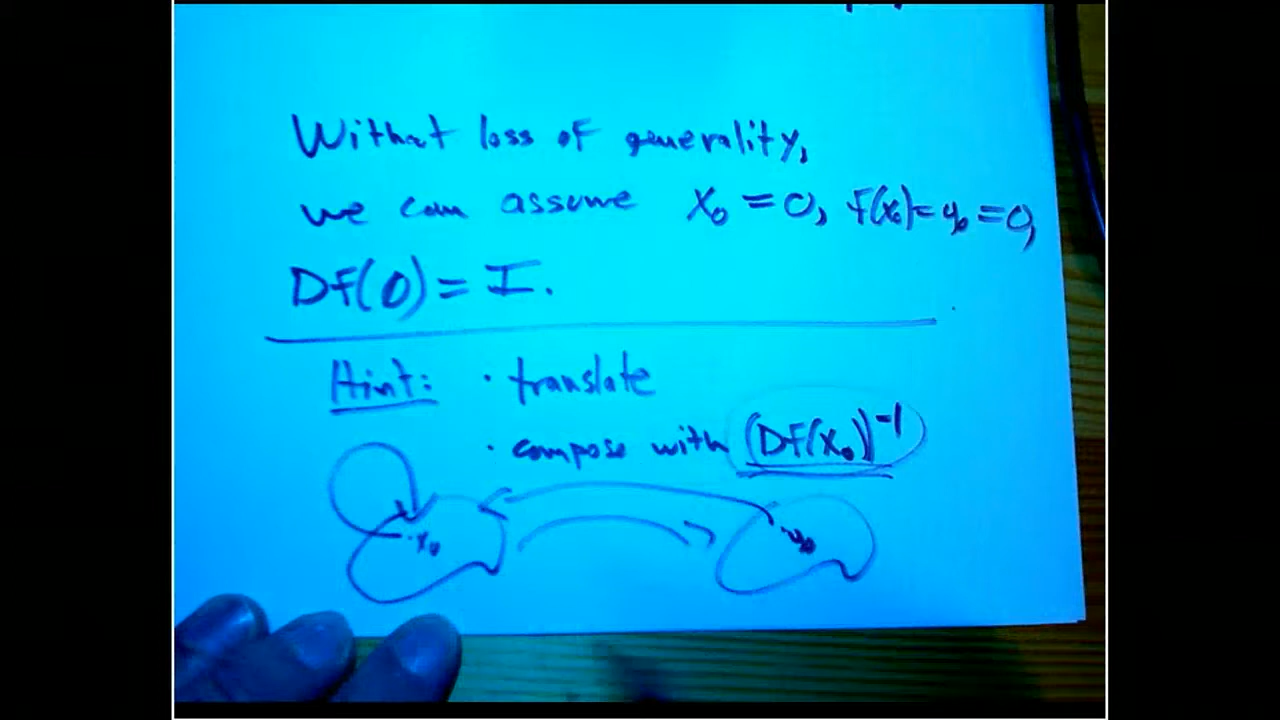 Without loss of generality,
we can assume x₀ = 0, f(x₀) = y₀ = 0,
Df(0) = I.
Hint: · translate
· compose with (Df(x₀))⁻¹
· x₀
· y₀